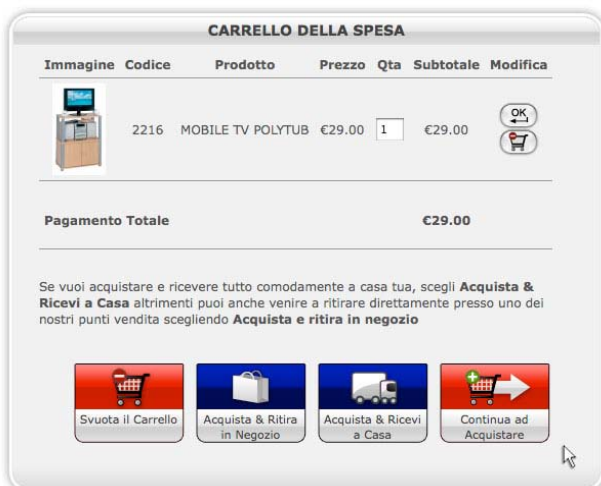 CARRELLO DELLA SPESA
Immagine Codice Prodotto Prezzo Qta Subtotale Modifica
2216 MOBILE TV POLYTUB €29.00 1 €29.00
OK
Pagamento Totale €29.00
Se vuoi acquistare e ricevere tutto comodamente a casa tua, scegli Acquista &
Ricevi a Casa altrimenti puoi anche venire a ritirare direttamente presso uno dei
nostri punti vendita scegliendo Acquista e ritira in negozio
Svuota il Carrello
Acquista & Ritira
in Negozio
Acquista & Ricevi
a Casa
Continua ad
Acquistare